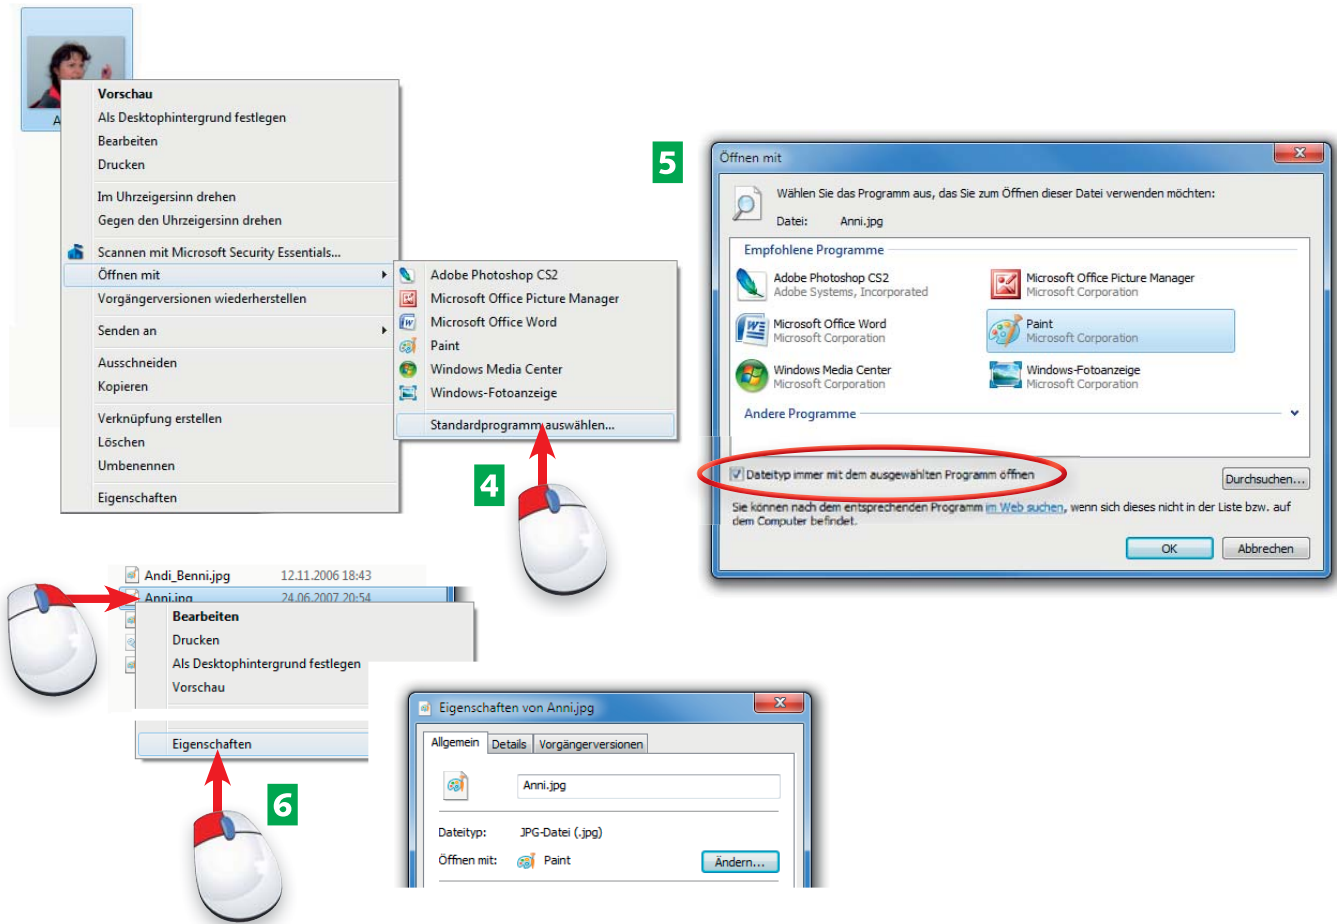 A
Vorschau
Als Desktophintergrund festlegen
Bearbeiten
Drucken
Im Uhrzeigersinn drehen
Gegen den Uhrzeigersinn drehen
Scannen mit Microsoft Security Essentials...
Öffnen mit
Vorgängerversionen wiederherstellen
Senden an
Ausschneiden
Kopieren
Verknüpfung erstellen
Löschen
Umbenennen
Eigenschaften
Adobe Photoshop CS2
Microsoft Office Picture Manager
Microsoft Office Word
Paint
Windows Media Center
Windows-Fotoanzeige
Standardprogramm auswählen...
4
5
Öffnen mit
Wählen Sie das Programm aus, das Sie zum Öffnen dieser Datei verwenden möchten:
Datei: Anni.jpg
Empfohlene Programme
Adobe Photoshop CS2
Adobe Systems, Incorporated
Microsoft Office Picture Manager
Microsoft Corporation
Microsoft Office Word
Microsoft Corporation
Paint
Microsoft Corporation
Windows Media Center
Microsoft Corporation
Windows-Fotoanzeige
Microsoft Corporation
Andere Programme
Dateityp immer mit dem ausgewählten Programm öffnen
Durchsuchen...
Sie können nach dem entsprechenden Programm im Web suchen, wenn sich dieses nicht in der Liste bzw. auf
dem Computer befindet.
OK
Abbrechen
Andi_Benni.jpg 12.11.2006 18:43
Anni.jpg 24.06.2007 20:54
Bearbeiten
Drucken
Als Desktophintergrund festlegen
Vorschau
Eigenschaften
6
Eigenschaften von Anni.jpg
Allgemein Details Vorgängerversionen
Anni.jpg
Dateityp: JPG-Datei (.jpg)
Öffnen mit: Paint Ändern...